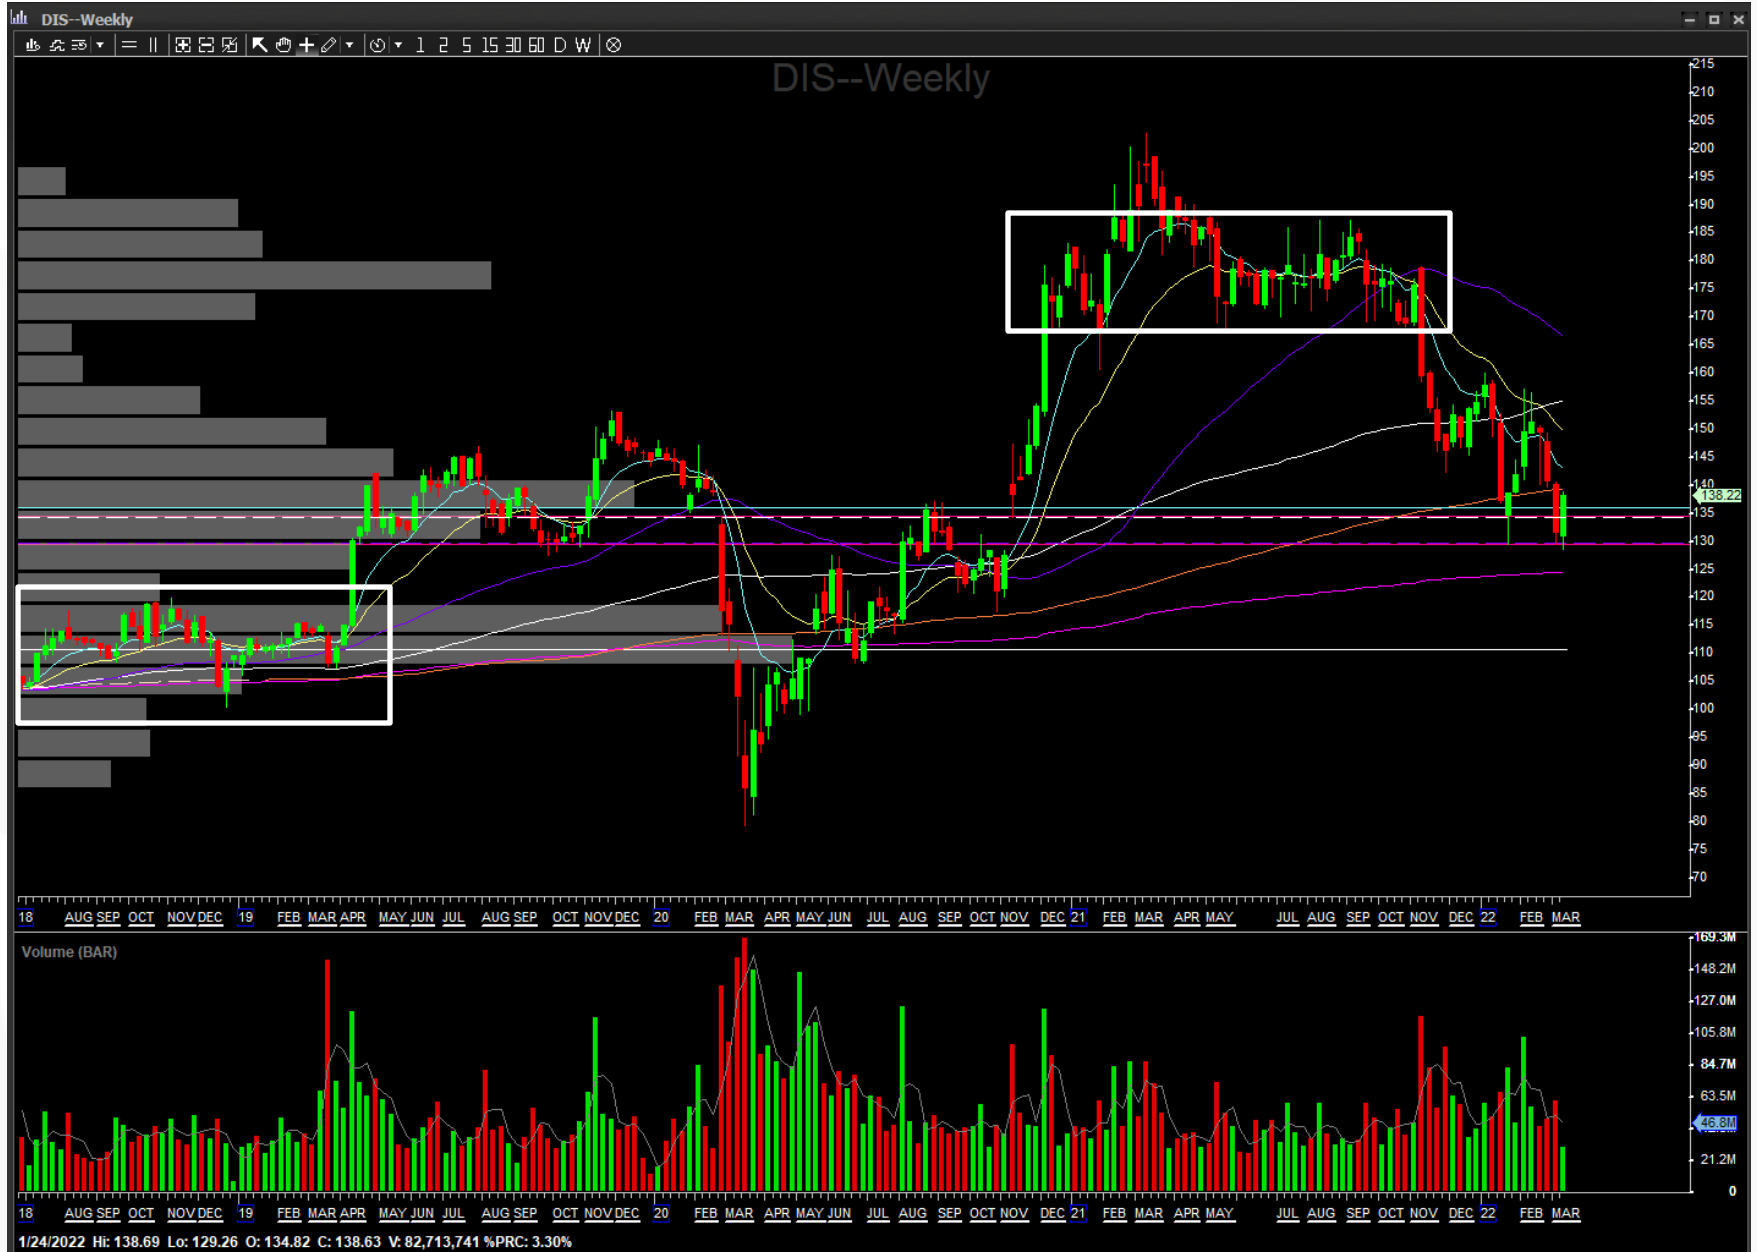 DIS--Weekly
1 2 5 15 30 60 D W
DIS--Weekly
215
210
205
200
195
190
185
180
175
170
165
160
155
150
145
140
138.22
135
130
125
120
115
110
105
100
95
90
85
80
75
70
18 AUG SEP OCT NOV DEC 19 FEB MAR APR MAY JUN JUL AUG SEP OCT NOV DEC 20 FEB MAR APR MAY JUN JUL AUG SEP OCT NOV DEC 21 FEB MAR APR MAY JUL AUG SEP OCT NOV DEC 22 FEB MAR
Volume (BAR)
169.3M
148.2M
127.0M
105.8M
84.7M
63.5M
46.8M
21.2M
0
18 AUG SEP OCT NOV DEC 19 FEB MAR APR MAY JUN JUL AUG SEP OCT NOV DEC 20 FEB MAR APR MAY JUN JUL AUG SEP OCT NOV DEC 21 FEB MAR APR MAY JUL AUG SEP OCT NOV DEC 22 FEB MAR
1/24/2022 Hi: 138.69 Lo: 129.26 O: 134.82 C: 138.63 V: 82,713,741 %PRC: 3.30%